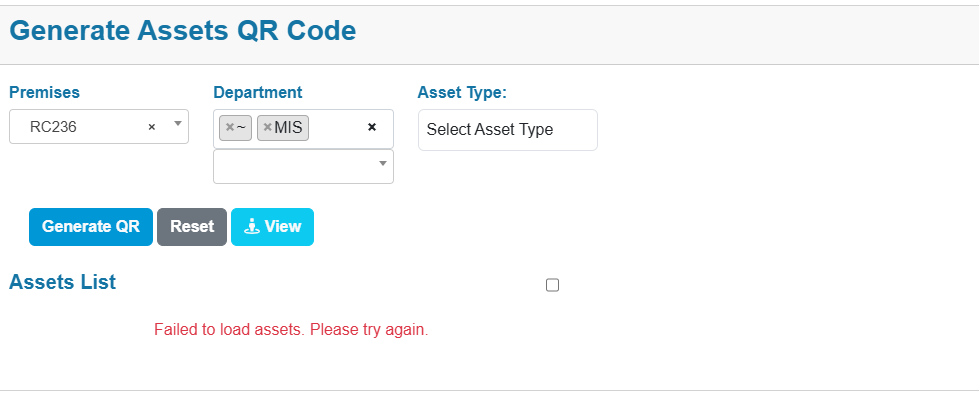 Generate Assets QR Code
Premises
Department
Asset Type:
RC236 ×
×~ ×MIS ×
Select Asset Type
Generate QR
Reset
View
Assets List
Failed to load assets. Please try again.